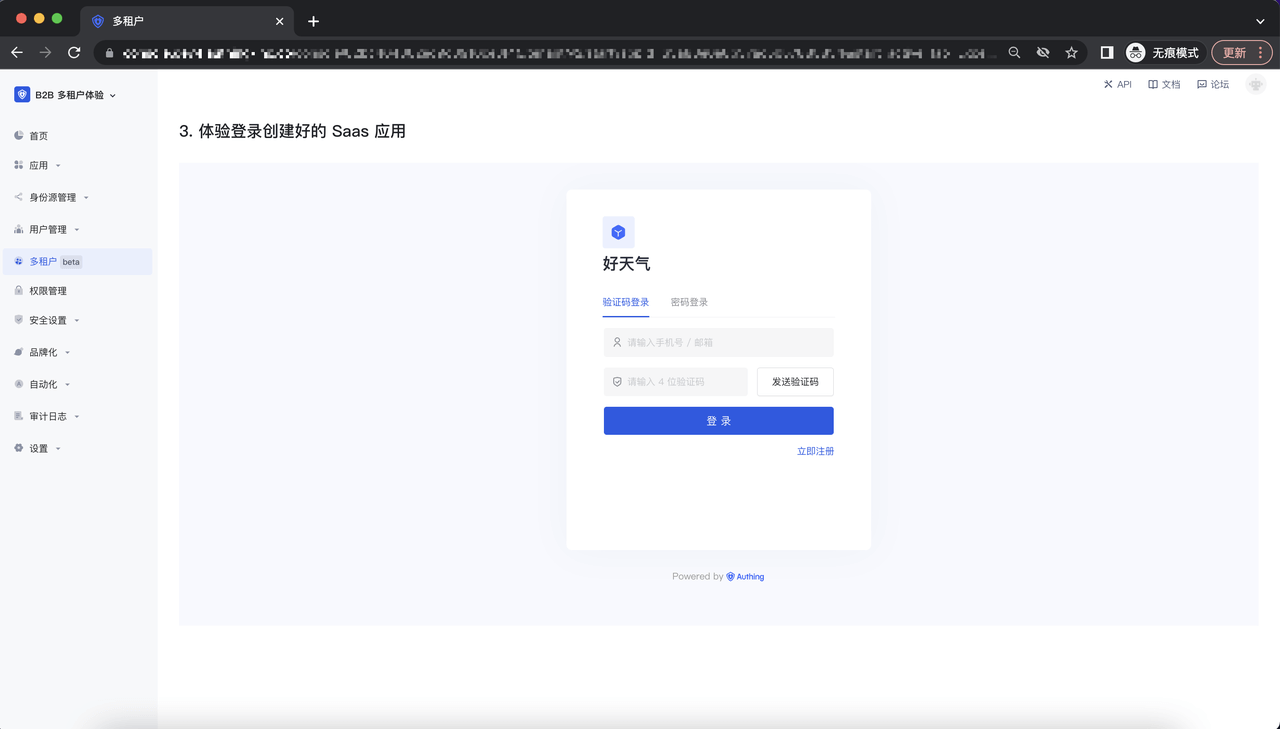 多租户
无痕模式
更新
B2B 多租户体验
API
文档
论坛
首页
应用
身份源管理
用户管理
多租户 beta
权限管理
安全设置
品牌化
自动化
审计日志
设置
3. 体验登录创建好的 Saas 应用
好天气
验证码登录
密码登录
请输入手机号 / 邮箱
请输入 4 位验证码
发送验证码
登 录
立即注册
Powered by Authing